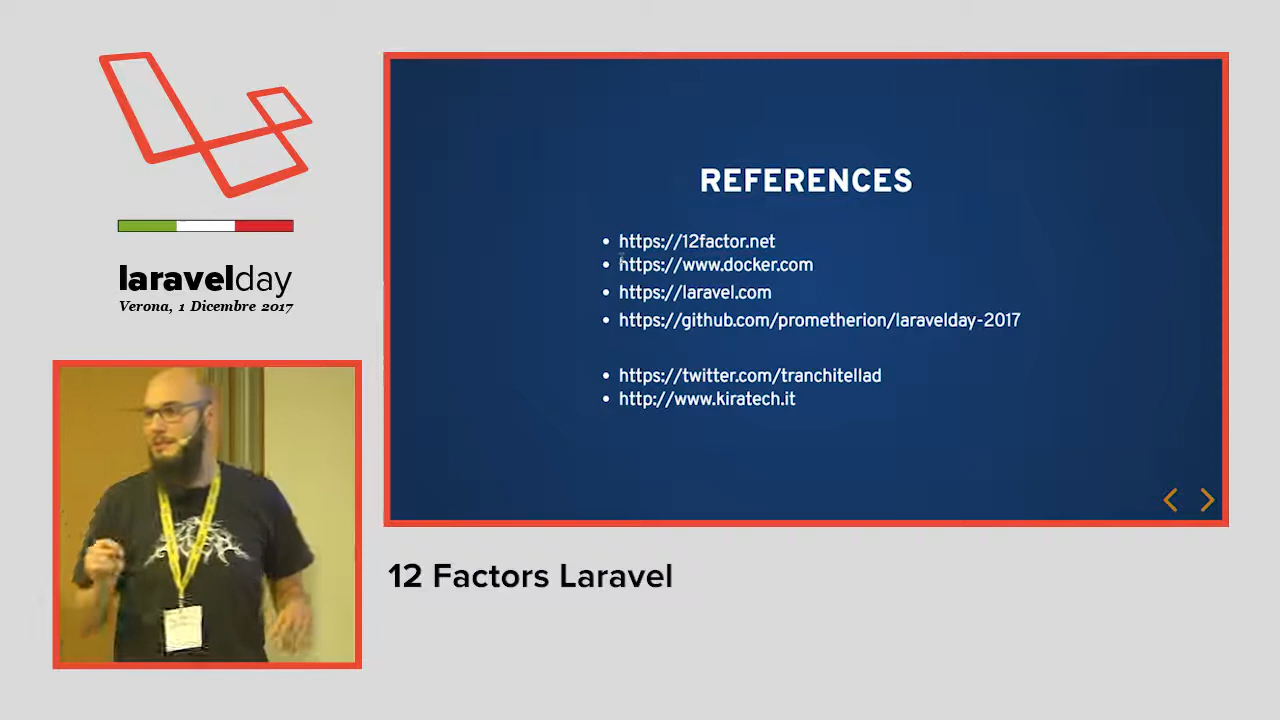 laravelday
Verona, 1 Dicembre 2017
REFERENCES
• https://12factor.net
• https://www.docker.com
• https://laravel.com
• https://github.com/prometherion/laravelday-2017
• https://twitter.com/tranchitellad
• http://www.kiratech.it
12 Factors Laravel